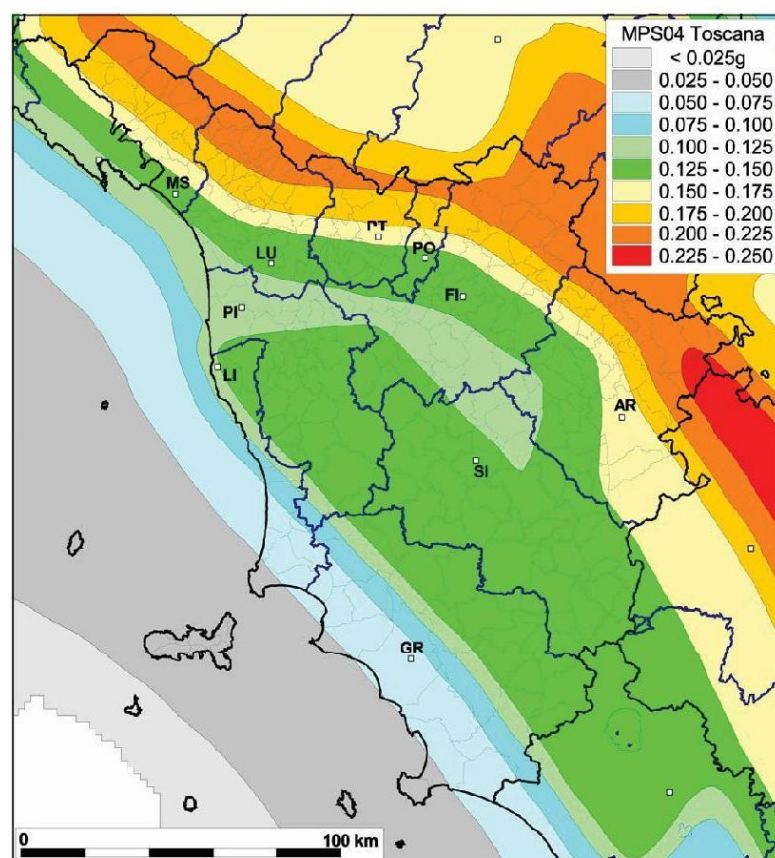 MPS04 Toscana
< 0.025g
0.025 - 0.050
0.050 - 0.075
0.075 - 0.100
0.100 - 0.125
0.125 - 0.150
0.150 - 0.175
0.175 - 0.200
0.200 - 0.225
0.225 - 0.250
MS
PT
LU
PO
FI
PI
LI
AR
SI
GR
0
100 km